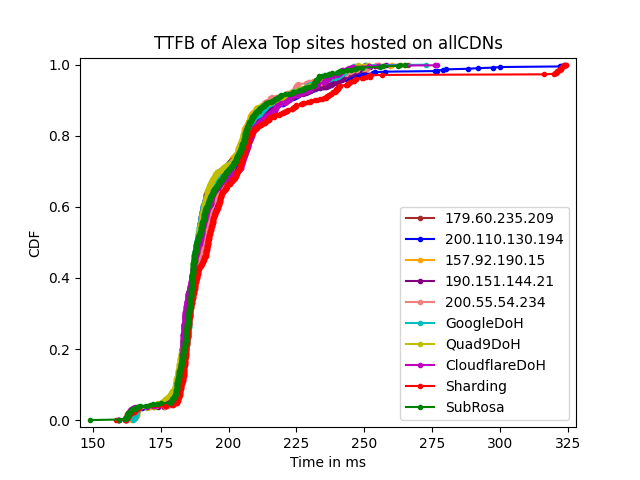 TTFB of Alexa Top sites hosted on allCDNs
1.0
0.8
0.6
0.4
0.2
0.0
CDF
179.60.235.209
200.110.130.194
157.92.190.15
190.151.144.21
200.55.54.234
GoogleDoH
Quad9DoH
CloudflareDoH
Sharding
SubRosa
150 175 200 225 250 275 300 325
Time in ms